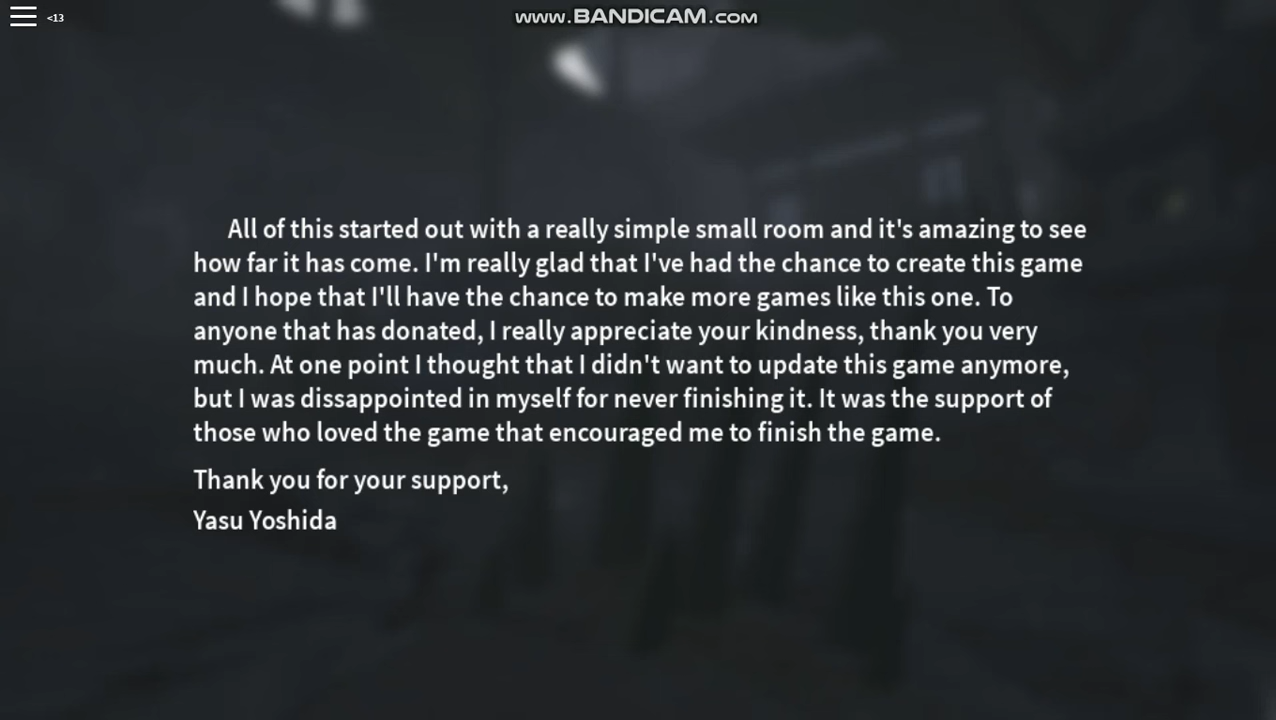 <13
www.BANDICAM.com
All of this started out with a really simple small room and it's amazing to see
how far it has come. I'm really glad that I've had the chance to create this game
and I hope that I'll have the chance to make more games like this one. To
anyone that has donated, I really appreciate your kindness, thank you very
much. At one point I thought that I didn't want to update this game anymore,
but I was dissappointed in myself for never finishing it. It was the support of
those who loved the game that encouraged me to finish the game.
Thank you for your support,
Yasu Yoshida